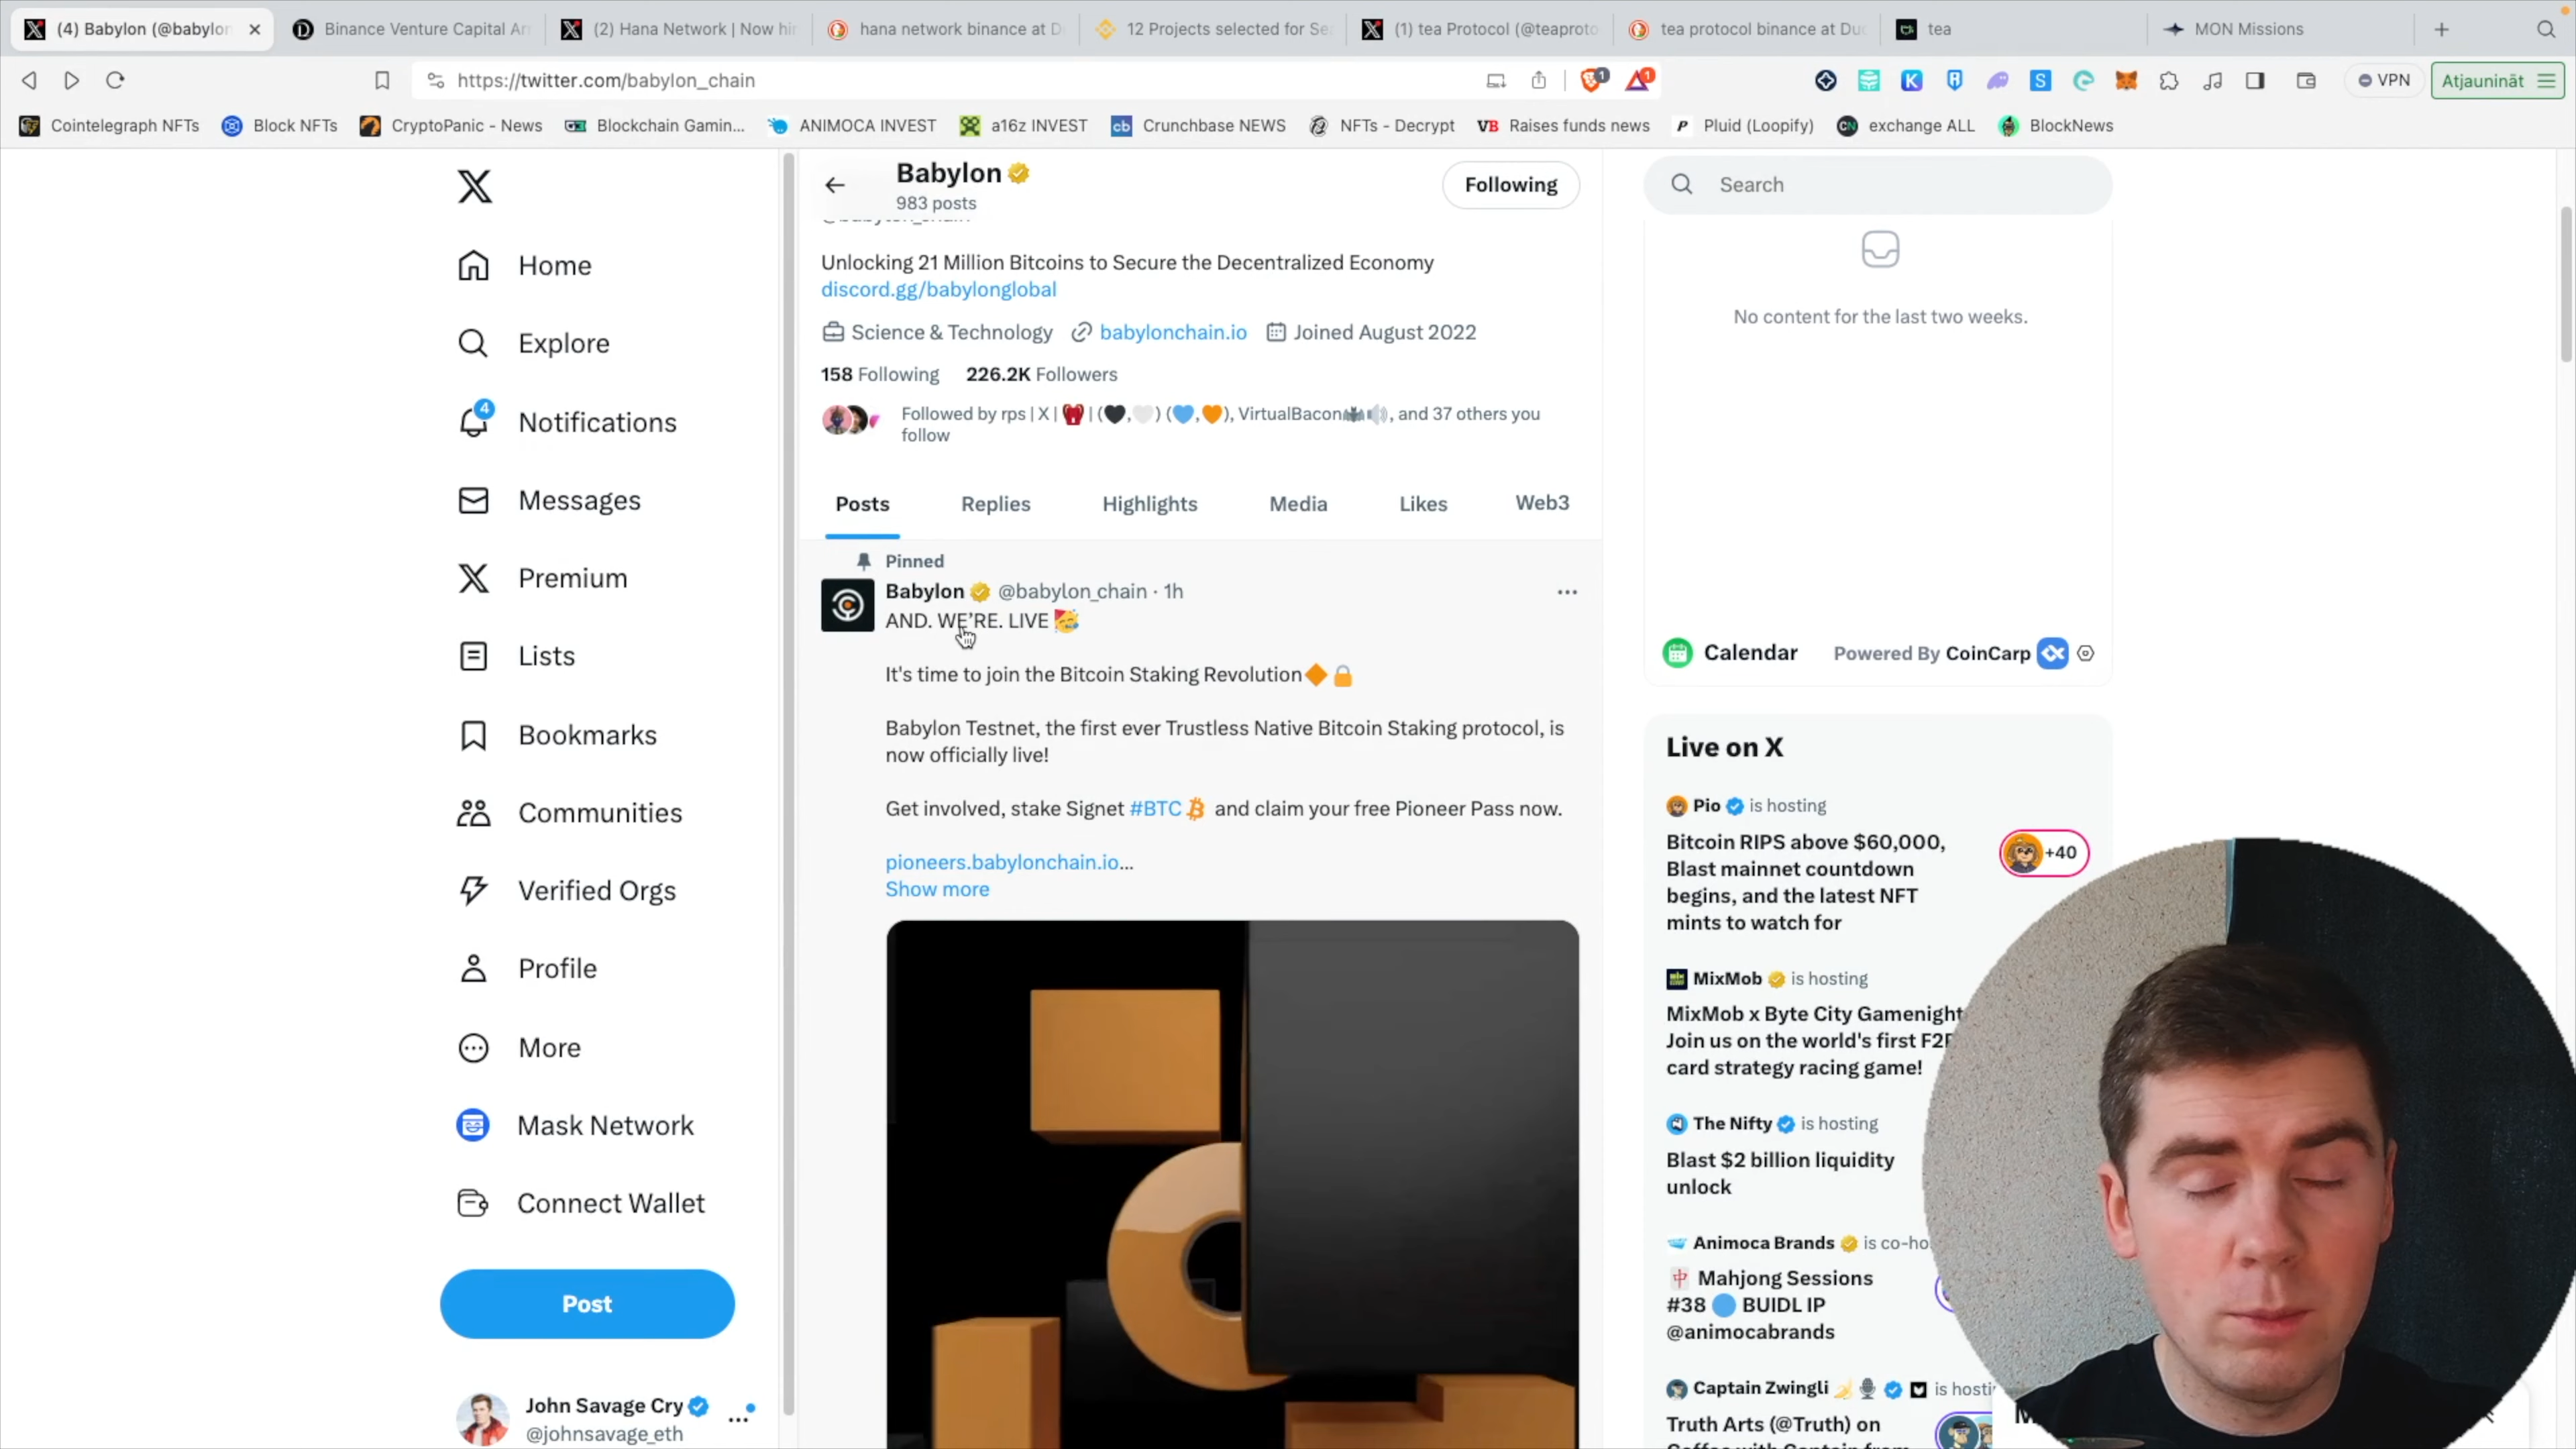 (4) Babylon (@babylon
Binance Venture Capital Ar
(2) Hana Network | Now hir
hana network binance at D
12 Projects selected for Se
(1) tea Protocol (@teaproto
tea protocol binance at Duc
tea
MON Missions
https://twitter.com/babylon_chain
1
1
VPN
Atjaunināt
Cointelegraph NFTs
Block NFTs
CryptoPanic - News
Blockchain Gamin...
ANIMOCA INVEST
a16z INVEST
Crunchbase NEWS
NFTs - Decrypt
Raises funds news
Pluid (Loopify)
exchange ALL
BlockNews
Home
Explore
4
Notifications
Messages
Premium
Lists
Bookmarks
Communities
Verified Orgs
Profile
More
Mask Network
Connect Wallet
Post
John Savage Cry
@johnsavage_eth
Babylon
983 posts
Following
Unlocking 21 Million Bitcoins to Secure the Decentralized Economy
discord.gg/babylonglobal
Science & Technology babylonchain.io Joined August 2022
158 Following 226.2K Followers
Followed by rps | X | 🎒 | (🖤,🤍) (💙,🧡), VirtualBacon🦇🔊, and 37 others you
follow
Posts Replies Highlights Media Likes Web3
Pinned
Babylon @babylon_chain · 1h
AND. WE'RE. LIVE 🥳
It's time to join the Bitcoin Staking Revolution🔶🔒
Babylon Testnet, the first ever Trustless Native Bitcoin Staking protocol, is
now officially live!
Get involved, stake Signet #BTC and claim your free Pioneer Pass now.
pioneers.babylonchain.io...
Show more
Search
No content for the last two weeks.
Calendar Powered By CoinCarp
Live on X
Pio is hosting
Bitcoin RIPS above $60,000,
Blast mainnet countdown
begins, and the latest NFT
mints to watch for
+40
MixMob is hosting
MixMob x Byte City Gamenight
Join us on the world's first F2P
card strategy racing game!
The Nifty is hosting
Blast $2 billion liquidity
unlock
Animoca Brands is co-ho
🀄 Mahjong Sessions
#38 🔵 BUIDL IP
@animocabrands
Captain Zwingli is hosti
Truth Arts (@Truth) on